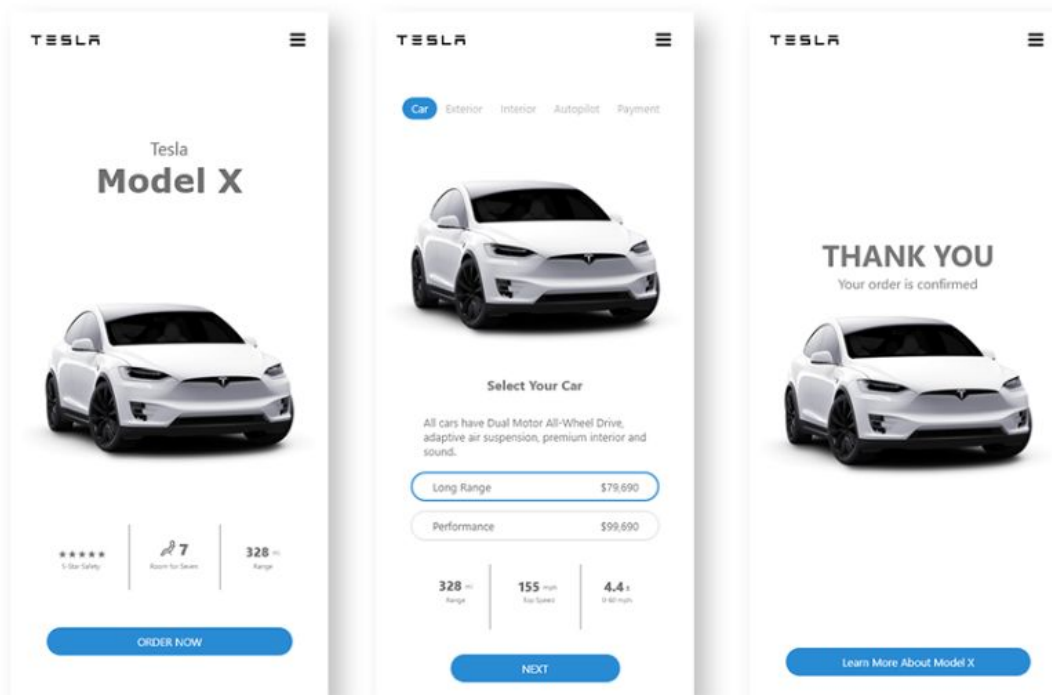 TESLA
Tesla
Model X
★★★★★
5-Star Safety
7
Room for Seven
328 mi
Range
ORDER NOW
TESLA
Car Exterior Interior Autopilot Payment
Select Your Car
All cars have Dual Motor All-Wheel Drive,
adaptive air suspension, premium interior and
sound.
Long Range $79,690
Performance $99,690
328 mi 155 mph 4.4 s
Range Top Speed 0-60 mph
NEXT
TESLA
THANK YOU
Your order is confirmed
Learn More About Model X